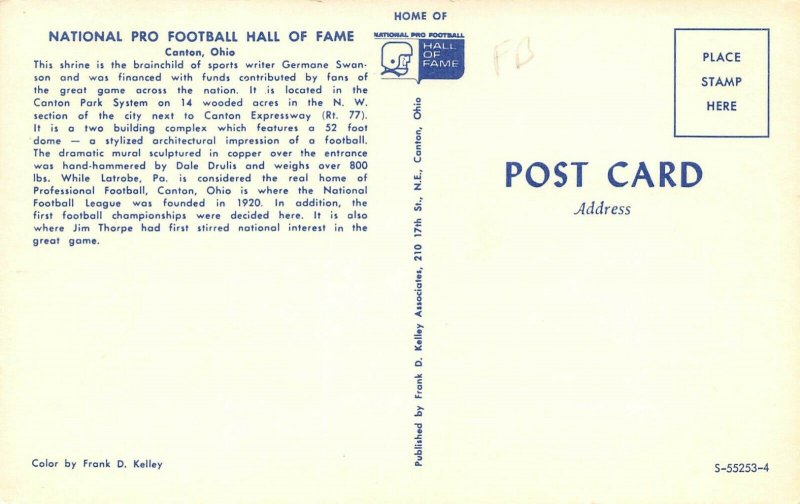 HOME OF
NATIONAL PRO FOOTBALL
HALL
OF
FAME
NATIONAL PRO FOOTBALL HALL OF FAME
Canton, Ohio
This shrine is the brainchild of sports writer Germane Swan-
son and was financed with funds contributed by fans of
the great game across the nation. It is located in the
Canton Park System on 14 wooded acres in the N. W.
section of the city next to Canton Expressway (Rt. 77).
It is a two building complex which features a 52 foot
dome — a stylized architectural impression of a football.
The dramatic mural sculptured in copper over the entrance
was hand-hammered by Dale Drulis and weighs over 800
lbs. While Latrobe, Pa. is considered the real home of
Professional Football, Canton, Ohio is where the National
Football League was founded in 1920. In addition, the
first football championships were decided here. It is also
where Jim Thorpe had first stirred national interest in the
great game.
Color by Frank D. Kelley
Published by Frank D. Kelley Associates, 210 17th St., N.E., Canton, Ohio
FB
PLACE
STAMP
HERE
POST CARD
Address
S-55253-4